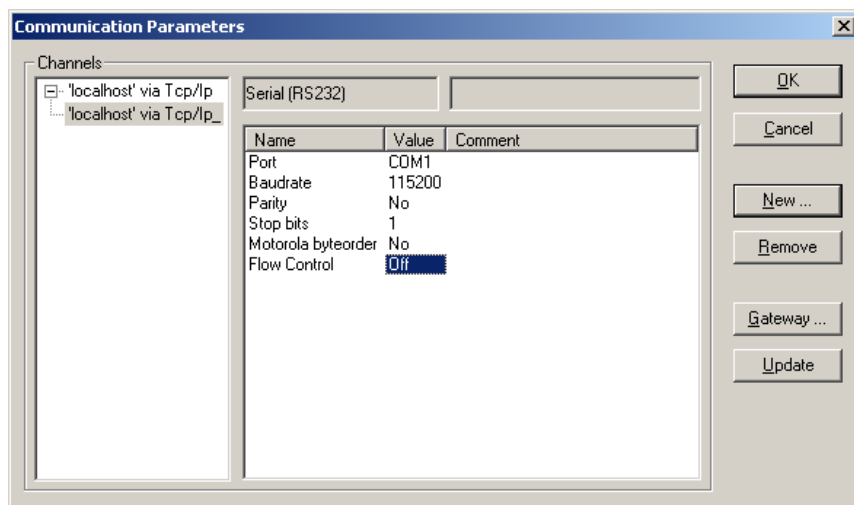 Communication Parameters
Channels
'localhost' via Tcp/Ip
'localhost' via Tcp/Ip_
Serial (RS232)
Name Value Comment
Port COM1
Baudrate 115200
Parity No
Stop bits 1
Motorola byteorder No
Flow Control Off
OK
Cancel
New ...
Remove
Gateway ...
Update